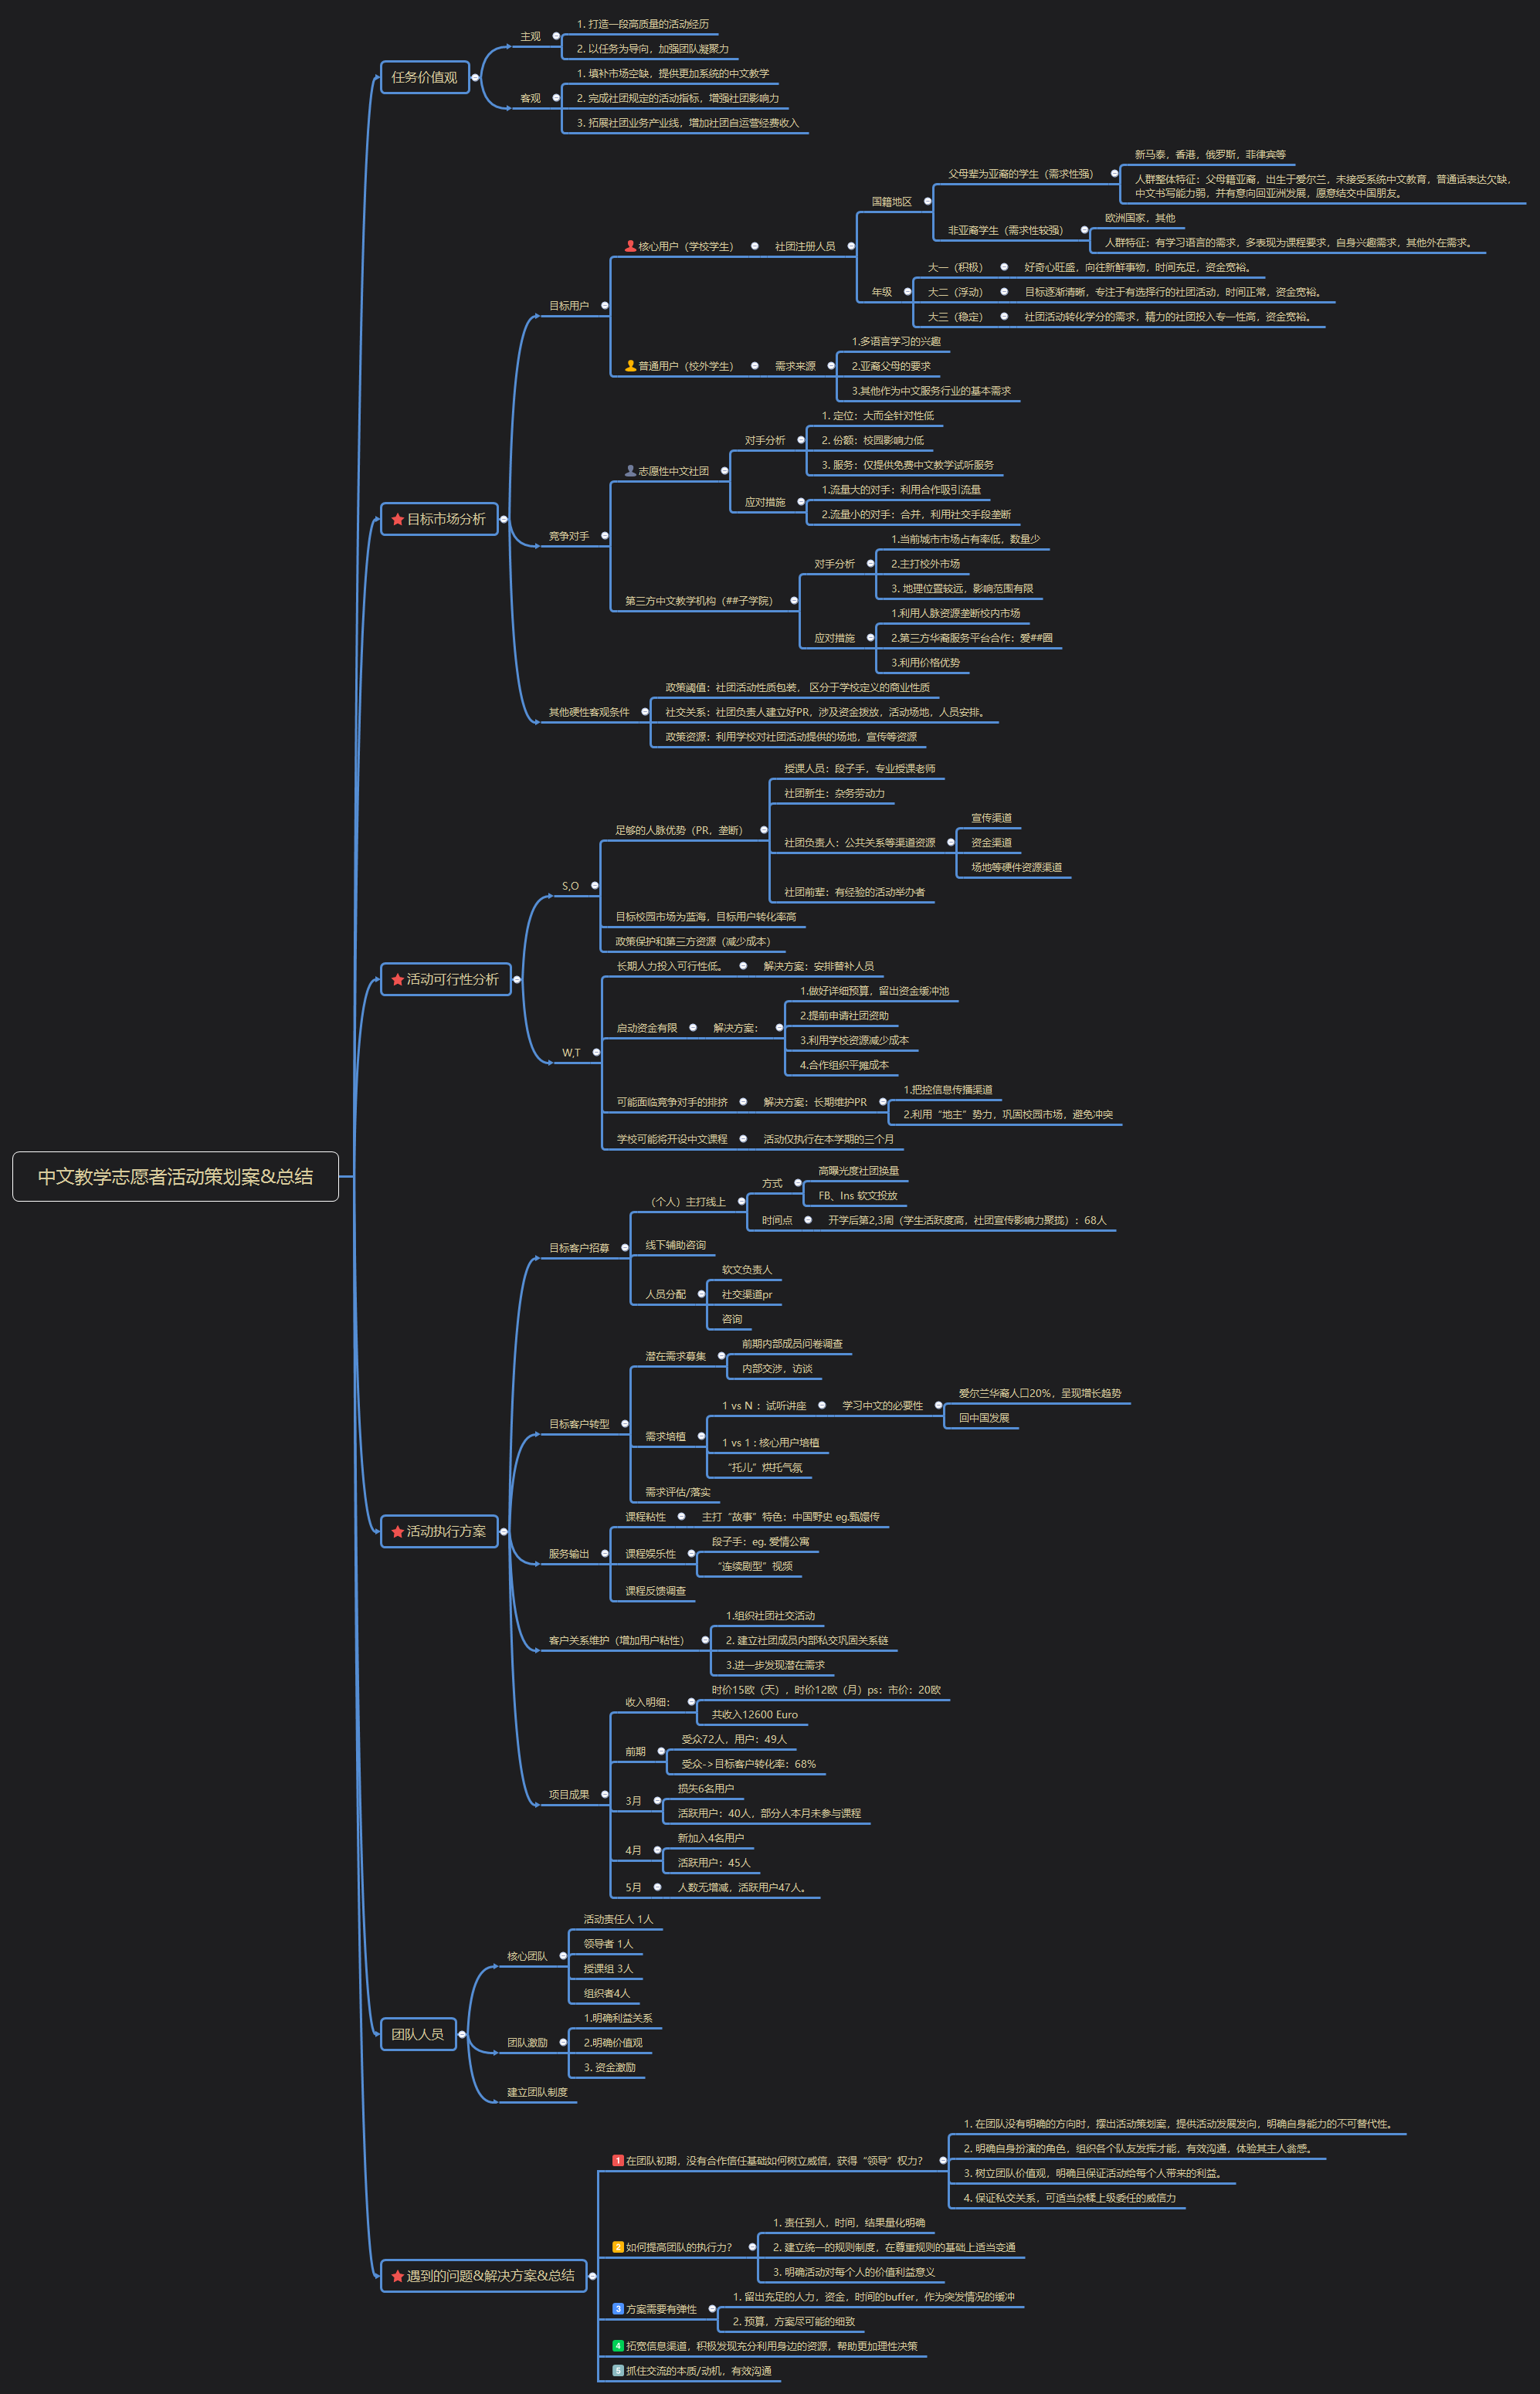 中文教学志愿者活动策划案&总结
任务价值观
主观
1. 打造一段高质量的活动经历
2. 以任务为导向，加强团队凝聚力
客观
1. 填补市场空缺，提供更加系统的中文教学
2. 完成社团规定的活动指标，增强社团影响力
3. 拓展社团业务产业线，增加社团自运营经费收入
目标市场分析
目标用户
核心用户（学校学生）
社团注册人员
国籍地区
父母辈为亚裔的学生（需求性强）
新马泰，香港，俄罗斯，菲律宾等
人群整体特征：父母籍亚裔，出生于爱尔兰，未接受系统中文教育，普通话表达欠缺，
中文书写能力弱，并有意向回亚洲发展，愿意结交中国朋友。
非亚裔学生（需求性较强）
欧洲国家，其他
人群特征：有学习语言的需求，多表现为课程要求，自身兴趣需求，其他外在需求。
年级
大一（积极）
好奇心旺盛，向往新鲜事物，时间充足，资金宽裕。
大二（浮动）
目标逐渐清晰，专注于有选择行的社团活动，时间正常，资金宽裕。
大三（稳定）
社团活动转化学分的需求，精力的社团投入专一性高，资金宽裕。
普通用户（校外学生）
需求来源
1.多语言学习的兴趣
2.亚裔父母的要求
3.其他作为中文服务行业的基本需求
竞争对手
志愿性中文社团
对手分析
1. 定位：大而全针对性低
2. 份额：校园影响力低
3. 服务：仅提供免费中文教学试听服务
应对措施
1.流量大的对手：利用合作吸引流量
2.流量小的对手：合并，利用社交手段垄断
第三方中文教学机构（##子学院）
对手分析
1.当前城市市场占有率低，数量少
2.主打校外市场
3. 地理位置较远，影响范围有限
应对措施
1.利用人脉资源垄断校内市场
2.第三方华裔服务平台合作：爱##圈
3.利用价格优势
其他硬性客观条件
政策阈值：社团活动性质包装， 区分于学校定义的商业性质
社交关系：社团负责人建立好PR，涉及资金拨放，活动场地，人员安排。
政策资源：利用学校对社团活动提供的场地，宣传等资源
活动可行性分析
S,O
足够的人脉优势（PR，垄断）
授课人员：段子手，专业授课老师
社团新生：杂务劳动力
社团负责人：公共关系等渠道资源
宣传渠道
资金渠道
场地等硬件资源渠道
社团前辈：有经验的活动举办者
目标校园市场为蓝海，目标用户转化率高
政策保护和第三方资源（减少成本）
W,T
长期人力投入可行性低。
解决方案：安排替补人员
启动资金有限
解决方案：
1.做好详细预算，留出资金缓冲池
2.提前申请社团资助
3.利用学校资源减少成本
4.合作组织平摊成本
可能面临竞争对手的排挤
解决方案：长期维护PR
1.把控信息传播渠道
2.利用“地主”势力，巩固校园市场，避免冲突
学校可能将开设中文课程
活动仅执行在本学期的三个月
活动执行方案
目标客户招募
（个人）主打线上
方式
高曝光度社团换量
FB、Ins 软文投放
时间点
开学后第2,3周（学生活跃度高，社团宣传影响力聚拢）：68人
线下辅助咨询
人员分配
软文负责人
社交渠道pr
咨询
目标客户转型
潜在需求募集
前期内部成员问卷调查
内部交涉，访谈
需求培植
1 vs N ：试听讲座
学习中文的必要性
爱尔兰华裔人口20%，呈现增长趋势
回中国发展
1 vs 1 : 核心用户培植
“托儿”烘托气氛
需求评估/落实
服务输出
课程粘性
主打“故事”特色：中国野史 eg.甄嬛传
课程娱乐性
段子手：eg. 爱情公寓
“连续剧型”视频
课程反馈调查
客户关系维护（增加用户粘性）
1.组织社团社交活动
2. 建立社团成员内部私交巩固关系链
3.进一步发现潜在需求
项目成果
收入明细：
时价15欧（天），时价12欧（月）ps：市价：20欧
共收入12600 Euro
前期
受众72人，用户：49人
受众->目标客户转化率：68%
3月
损失6名用户
活跃用户：40人，部分人本月未参与课程
4月
新加入4名用户
活跃用户：45人
5月
人数无增减，活跃用户47人。
团队人员
核心团队
活动责任人 1人
领导者 1人
授课组 3人
组织者4人
团队激励
1.明确利益关系
2.明确价值观
3. 资金激励
建立团队制度
遇到的问题&解决方案&总结
1 在团队初期，没有合作信任基础如何树立威信，获得“领导”权力？
1. 在团队没有明确的方向时，摆出活动策划案，提供活动发展发向，明确自身能力的不可替代性。
2. 明确自身扮演的角色，组织各个队友发挥才能，有效沟通，体验其主人翁感。
3. 树立团队价值观，明确且保证活动给每个人带来的利益。
4. 保证私交关系，可适当杂糅上级委任的威信力
2 如何提高团队的执行力？
1. 责任到人，时间，结果量化明确
2. 建立统一的规则制度，在尊重规则的基础上适当变通
3. 明确活动对每个人的价值利益意义
3 方案需要有弹性
1. 留出充足的人力，资金，时间的buffer，作为突发情况的缓冲
2. 预算，方案尽可能的细致
4 拓宽信息渠道，积极发现充分利用身边的资源，帮助更加理性决策
5 抓住交流的本质/动机，有效沟通